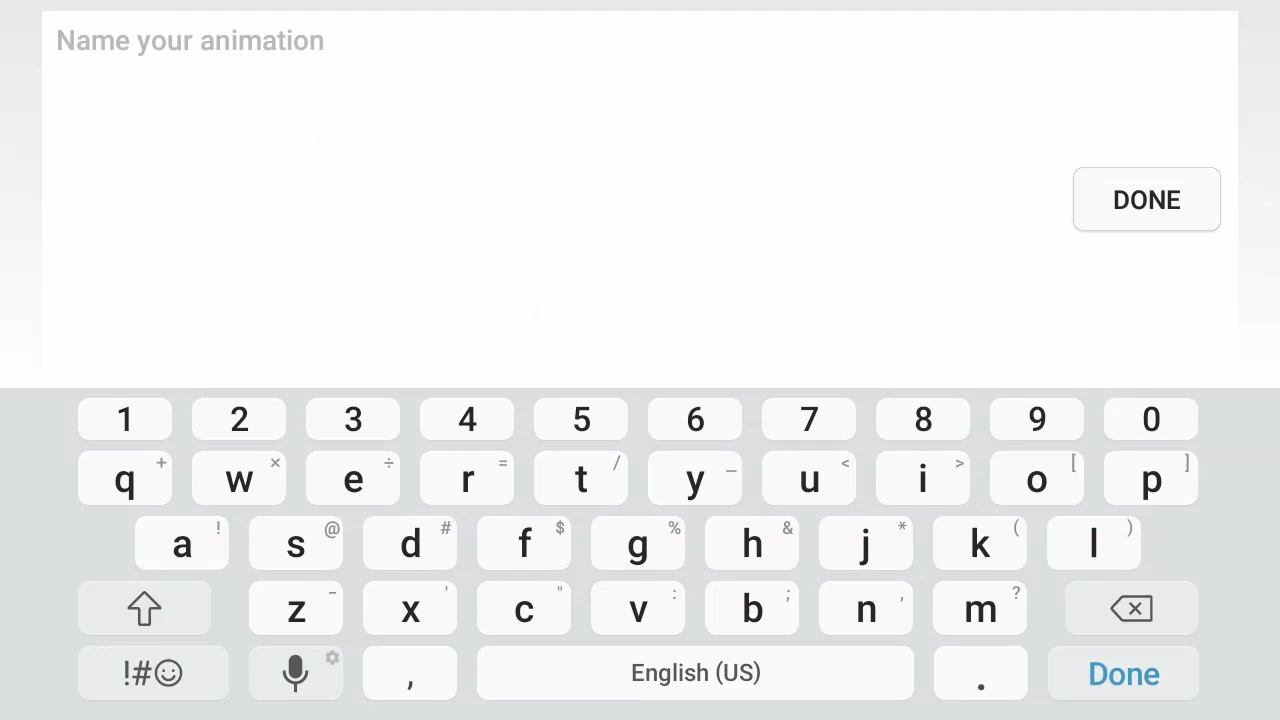 Name your animation
DONE
1 2 3 4 5 6 7 8 9 0
q + w × e ÷ r = t / y _ u < i > o [ p ]
a ! s @ d # f $ g % h & j * k ( l )
z - x ' c " v : b ; n , m ?
!#☺ , English (US) . Done